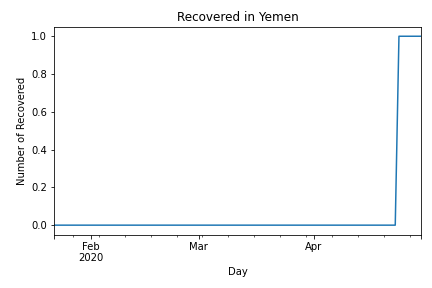 Recovered in Yemen
Number of Recovered
1.0
0.8
0.6
0.4
0.2
0.0
Feb
2020
Mar
Apr
Day